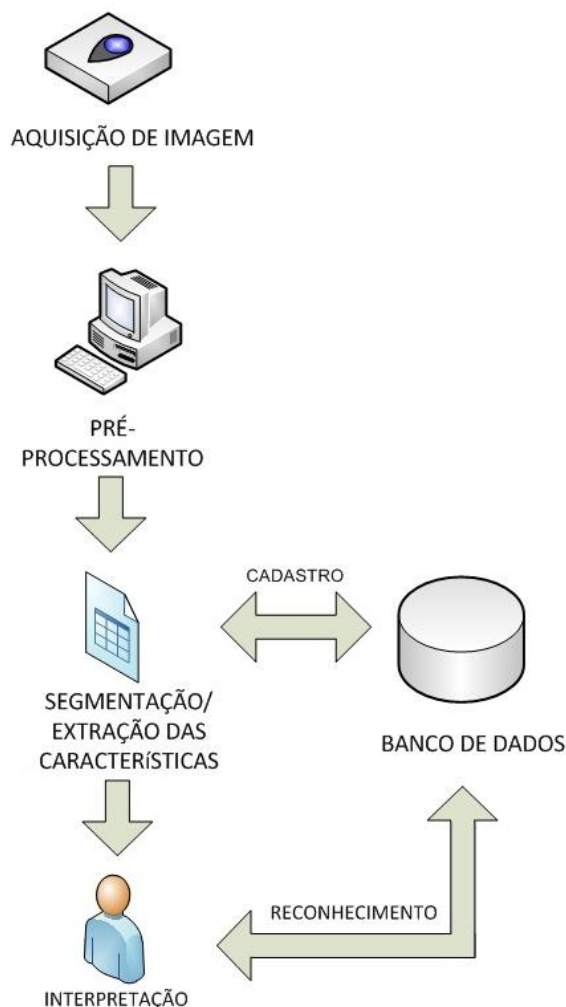 AQUISIÇÃO DE IMAGEM
PRÉ-
PROCESSAMENTO
CADASTRO
SEGMENTAÇÃO/
EXTRAÇÃO DAS
CARACTERíSTICAS
BANCO DE DADOS
RECONHECIMENTO
INTERPRETAÇÃO